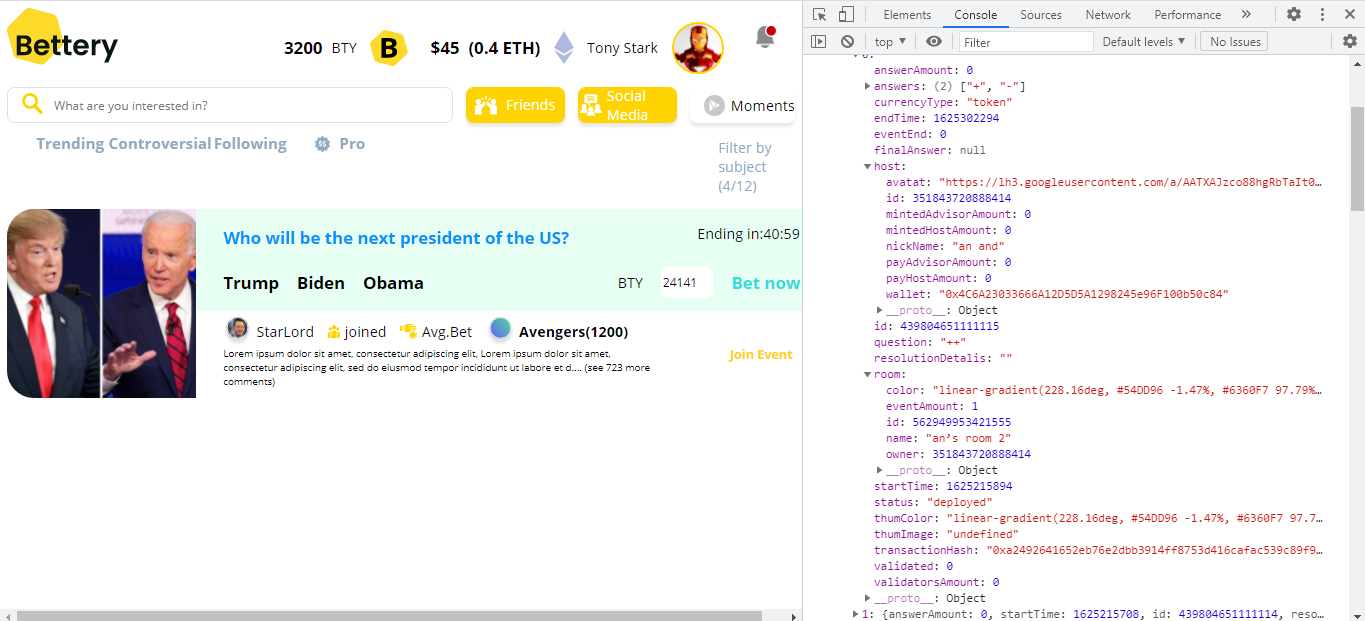 Bettery
3200 BTY B $45 (0.4 ETH) Tony Stark
What are you interested in?
Friends
Social
Media
Moments
Trending Controversial Following Pro
Filter by
subject
(4/12)
Who will be the next president of the US?
Ending in:40:59
Trump Biden Obama
BTY 24141 Bet now
StarLord joined Avg.Bet Avengers(1200)
Lorem ipsum dolor sit amet, consectetur adipiscing elit, Lorem ipsum dolor sit amet,
consectetur adipiscing elit, sed do eiusmod tempor incididunt ut labore et d.... (see 723 more
comments)
Join Event
Elements Console Sources Network Performance »
top ▼ Filter Default levels ▼ No Issues
answerAmount: 0
answers: (2) ["+", "-"]
currencyType: "token"
endTime: 1625302294
eventEnd: 0
finalAnswer: null
host:
avatat: "https://lh3.googleusercontent.com/a/AATXAJzco88hgRbTaIt0…
id: 351843720888414
mintedAdvisorAmount: 0
mintedHostAmount: 0
nickName: "an and"
payAdvisorAmount: 0
payHostAmount: 0
wallet: "0x4C6A23033666A12D5D5A1298245e96F100b50c84"
__proto__: Object
id: 439804651111115
question: "++"
resolutionDetalis: ""
room:
color: "linear-gradient(228.16deg, #54DD96 -1.47%, #6360F7 97.79%…
eventAmount: 1
id: 562949953421555
name: "an’s room 2"
owner: 351843720888414
__proto__: Object
startTime: 1625215894
status: "deployed"
thumColor: "linear-gradient(228.16deg, #54DD96 -1.47%, #6360F7 97.7…
thumImage: "undefined"
transactionHash: "0xa2492641652eb76e2dbb3914ff8753d416cafac539c89f9…
validated: 0
validatorsAmount: 0
__proto__: Object
1: {answerAmount: 0, startTime: 1625215708, id: 439804651111114, reso…